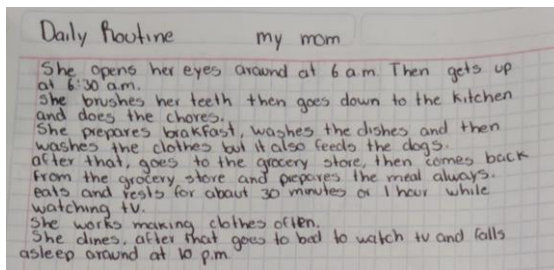 Daily Routine my mom
She opens her eyes around at 6 a.m. Then gets up
at 6:30 a.m.
She brushes her teeth then goes down to the kitchen
and does the chores.
She prepares brakfast, washes the dishes and then
washes the clothes but it also feeds the dogs.
after that, goes to the grocery store, then comes back
from the grocery store and prepares the meal always.
eats and rests for about 30 minutes or 1 hour while
watching tv.
She works making clothes often.
She dines, after that goes to bed to watch tv and falls
asleep around at 10 p.m